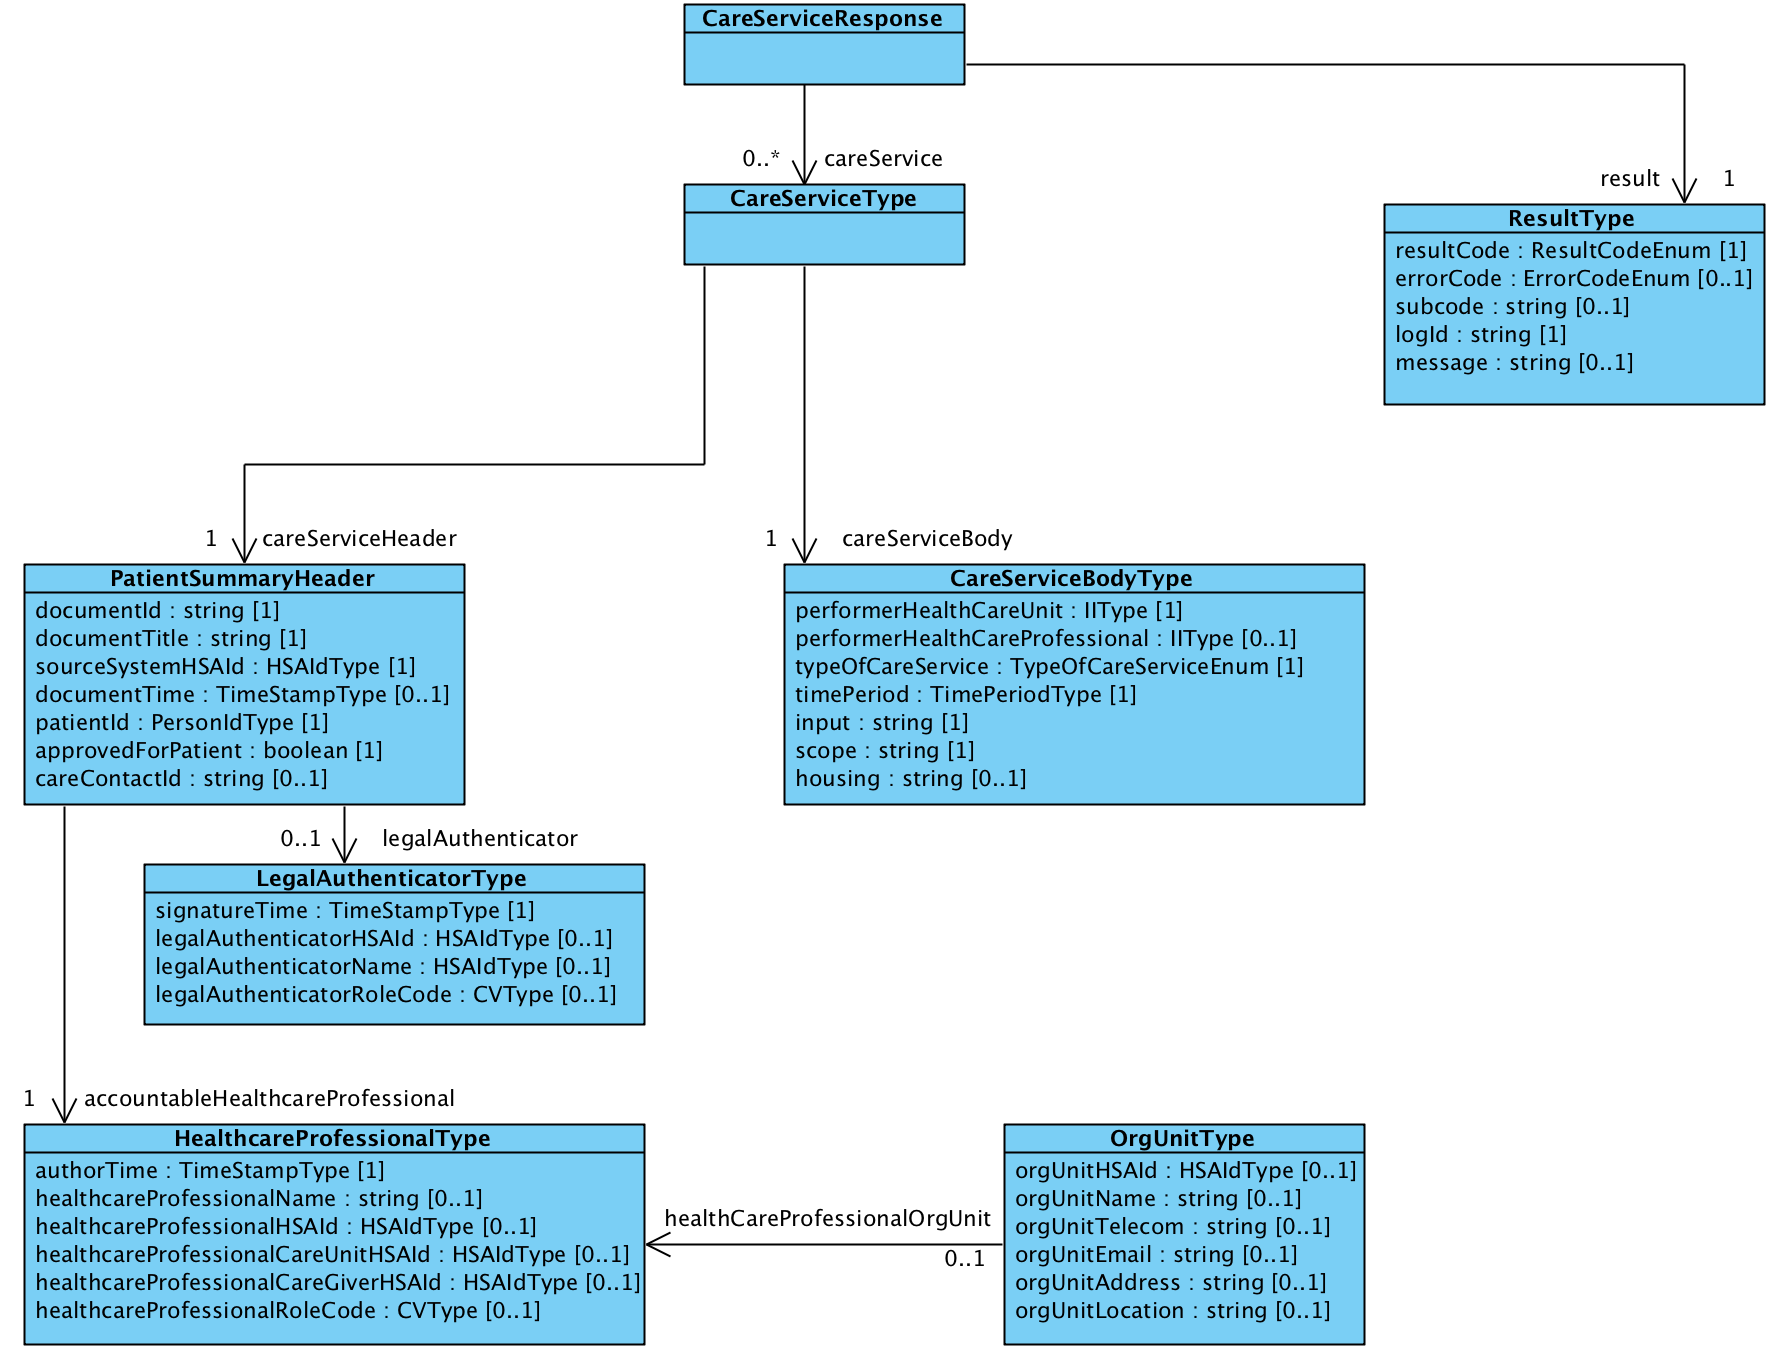 CareServiceResponse
0..* careService
CareServiceType
result 1
ResultType
resultCode : ResultCodeEnum [1]
errorCode : ErrorCodeEnum [0..1]
subcode : string [0..1]
logId : string [1]
message : string [0..1]
1 careServiceHeader
PatientSummaryHeader
documentId : string [1]
documentTitle : string [1]
sourceSystemHSAId : HSAIdType [1]
documentTime : TimeStampType [0..1]
patientId : PersonIdType [1]
approvedForPatient : boolean [1]
careContactId : string [0..1]
1 careServiceBody
CareServiceBodyType
performerHealthCareUnit : IIType [1]
performerHealthCareProfessional : IIType [0..1]
typeOfCareService : TypeOfCareServiceEnum [1]
timePeriod : TimePeriodType [1]
input : string [1]
scope : string [1]
housing : string [0..1]
0..1 legalAuthenticator
LegalAuthenticatorType
signatureTime : TimeStampType [1]
legalAuthenticatorHSAId : HSAIdType [0..1]
legalAuthenticatorName : HSAIdType [0..1]
legalAuthenticatorRoleCode : CVType [0..1]
1 accountableHealthcareProfessional
HealthcareProfessionalType
authorTime : TimeStampType [1]
healthcareProfessionalName : string [0..1]
healthcareProfessionalHSAId : HSAIdType [0..1]
healthcareProfessionalCareUnitHSAId : HSAIdType [0..1]
healthcareProfessionalCareGiverHSAId : HSAIdType [0..1]
healthcareProfessionalRoleCode : CVType [0..1]
healthCareProfessionalOrgUnit
0..1
OrgUnitType
orgUnitHSAId : HSAIdType [0..1]
orgUnitName : string [0..1]
orgUnitTelecom : string [0..1]
orgUnitEmail : string [0..1]
orgUnitAddress : string [0..1]
orgUnitLocation : string [0..1]